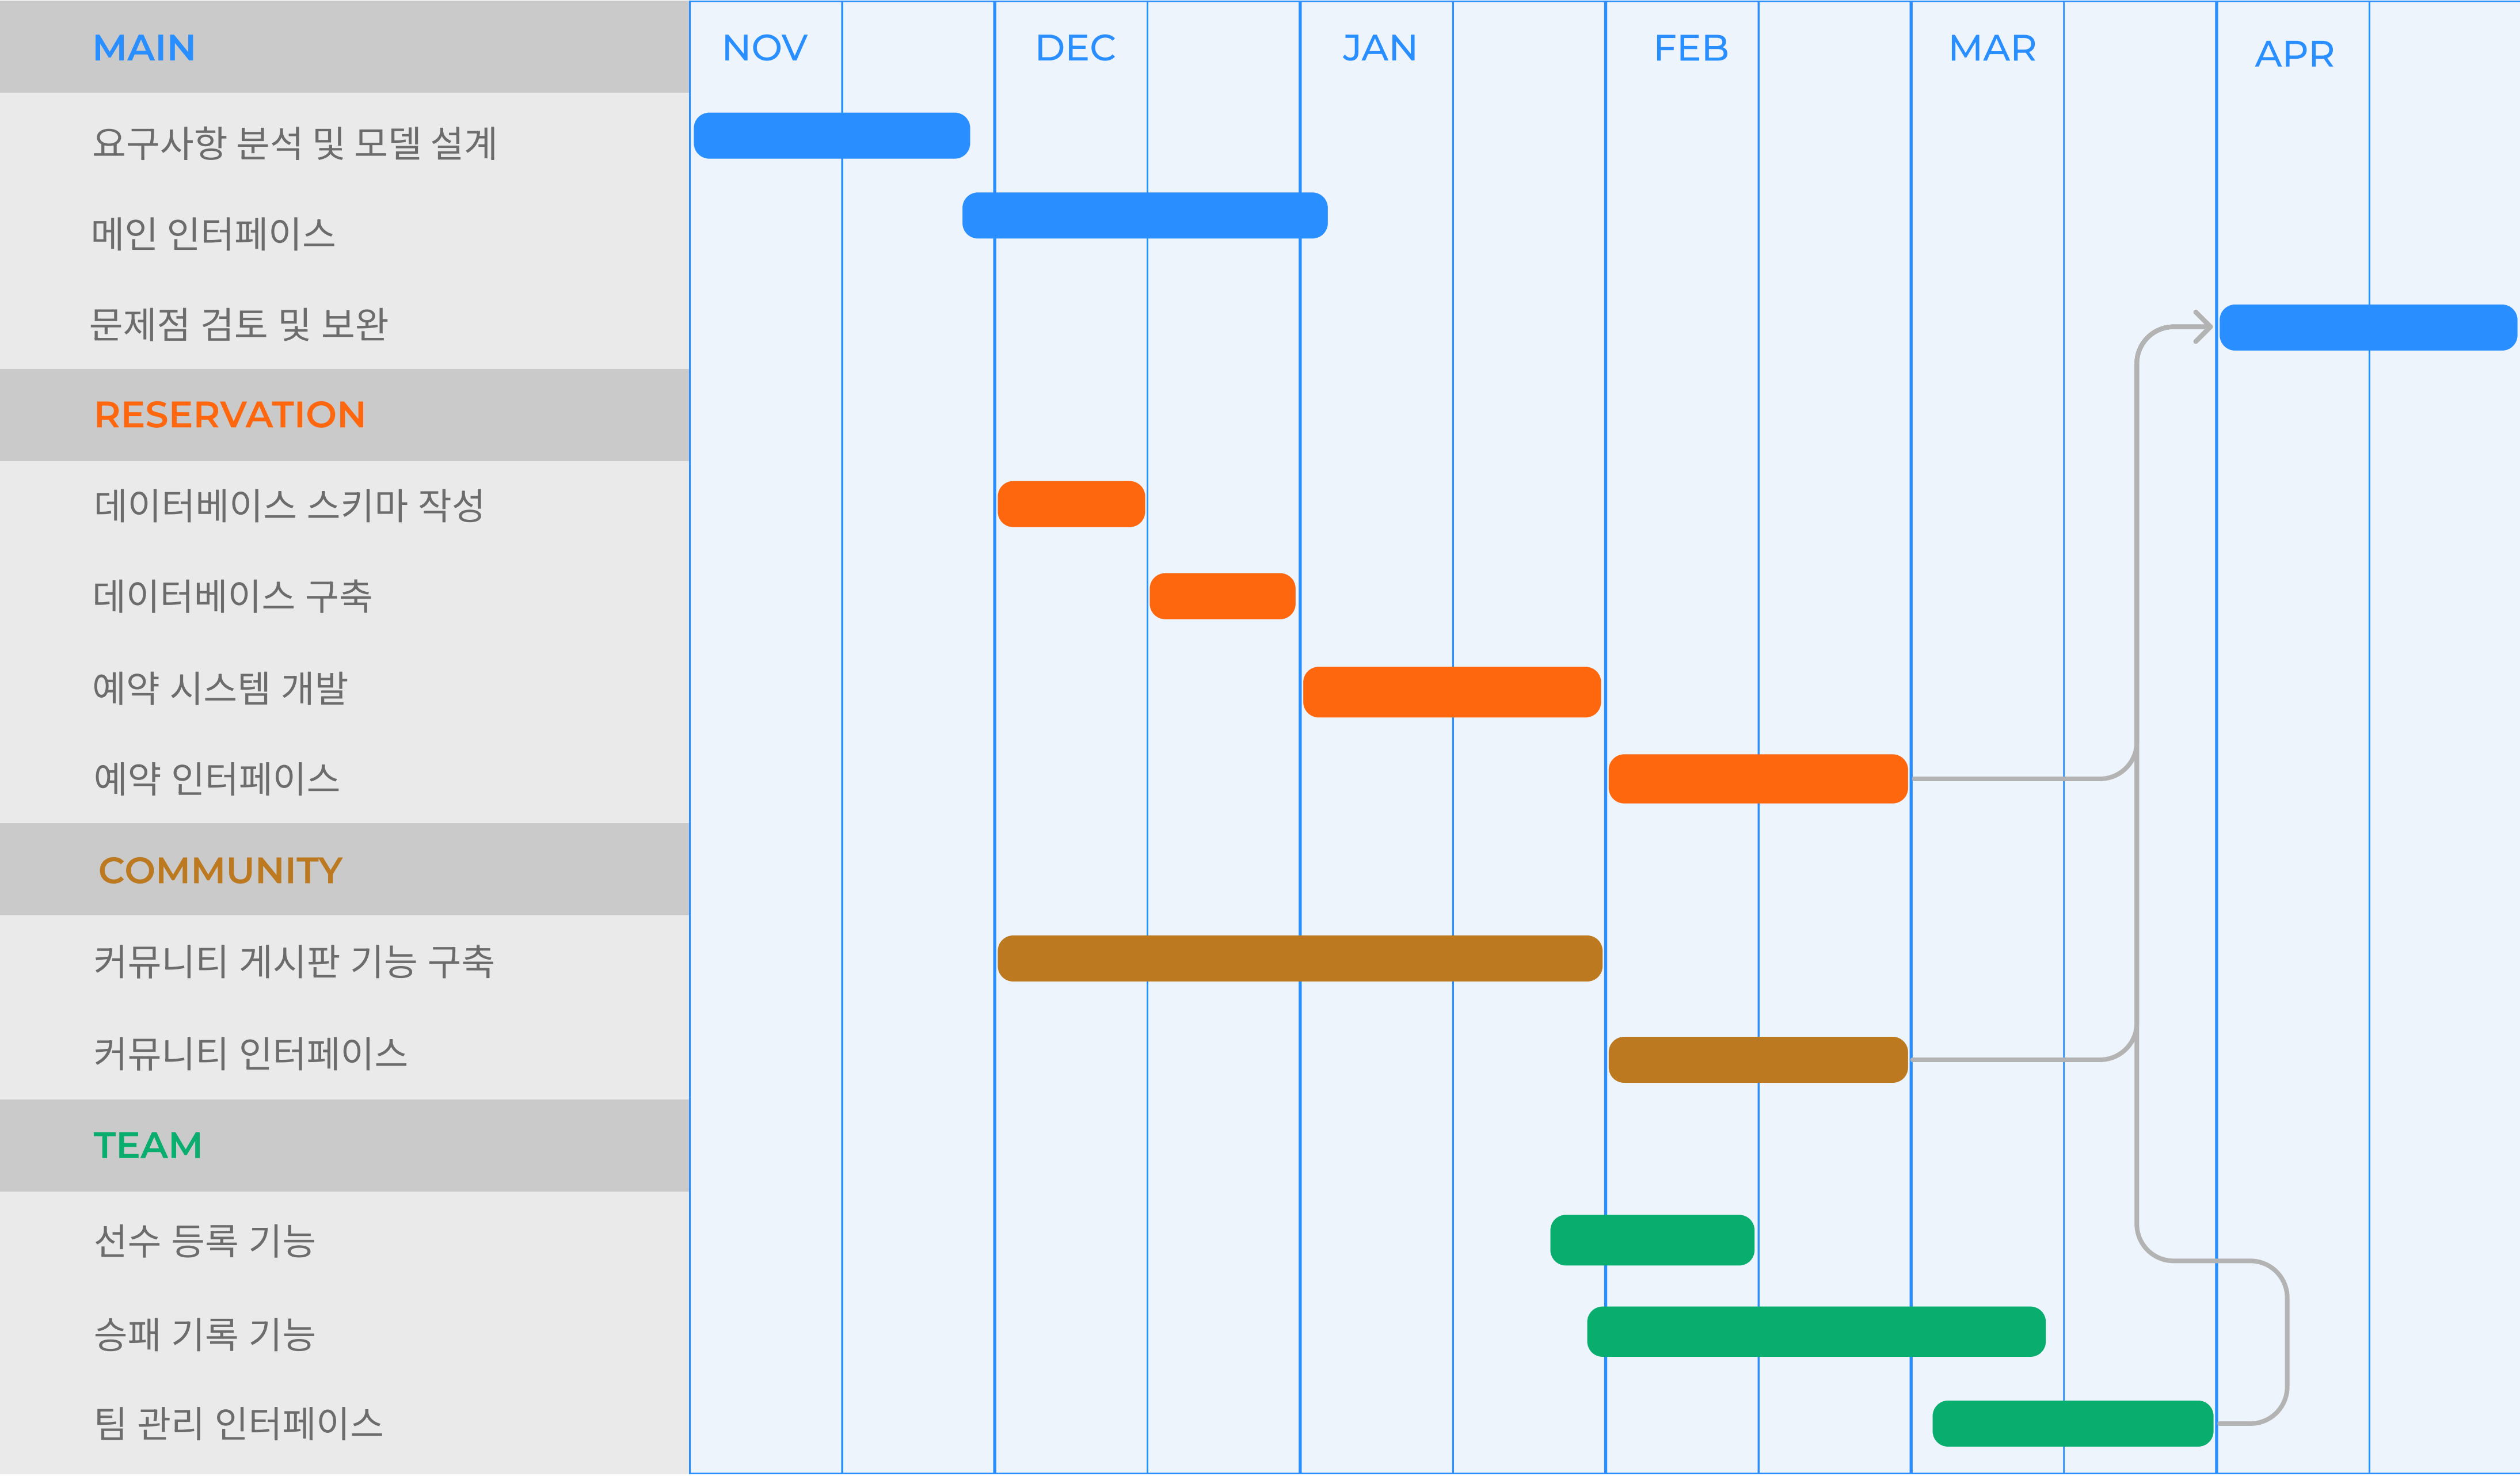 MAIN
NOV
DEC
JAN
FEB
MAR
APR
요구사항 분석 및 모델 설계
메인 인터페이스
문제점 검토 및 보완
RESERVATION
데이터베이스 스키마 작성
데이터베이스 구축
예약 시스템 개발
예약 인터페이스
COMMUNITY
커뮤니티 게시판 기능 구축
커뮤니티 인터페이스
TEAM
선수 등록 기능
승패 기록 기능
팀 관리 인터페이스